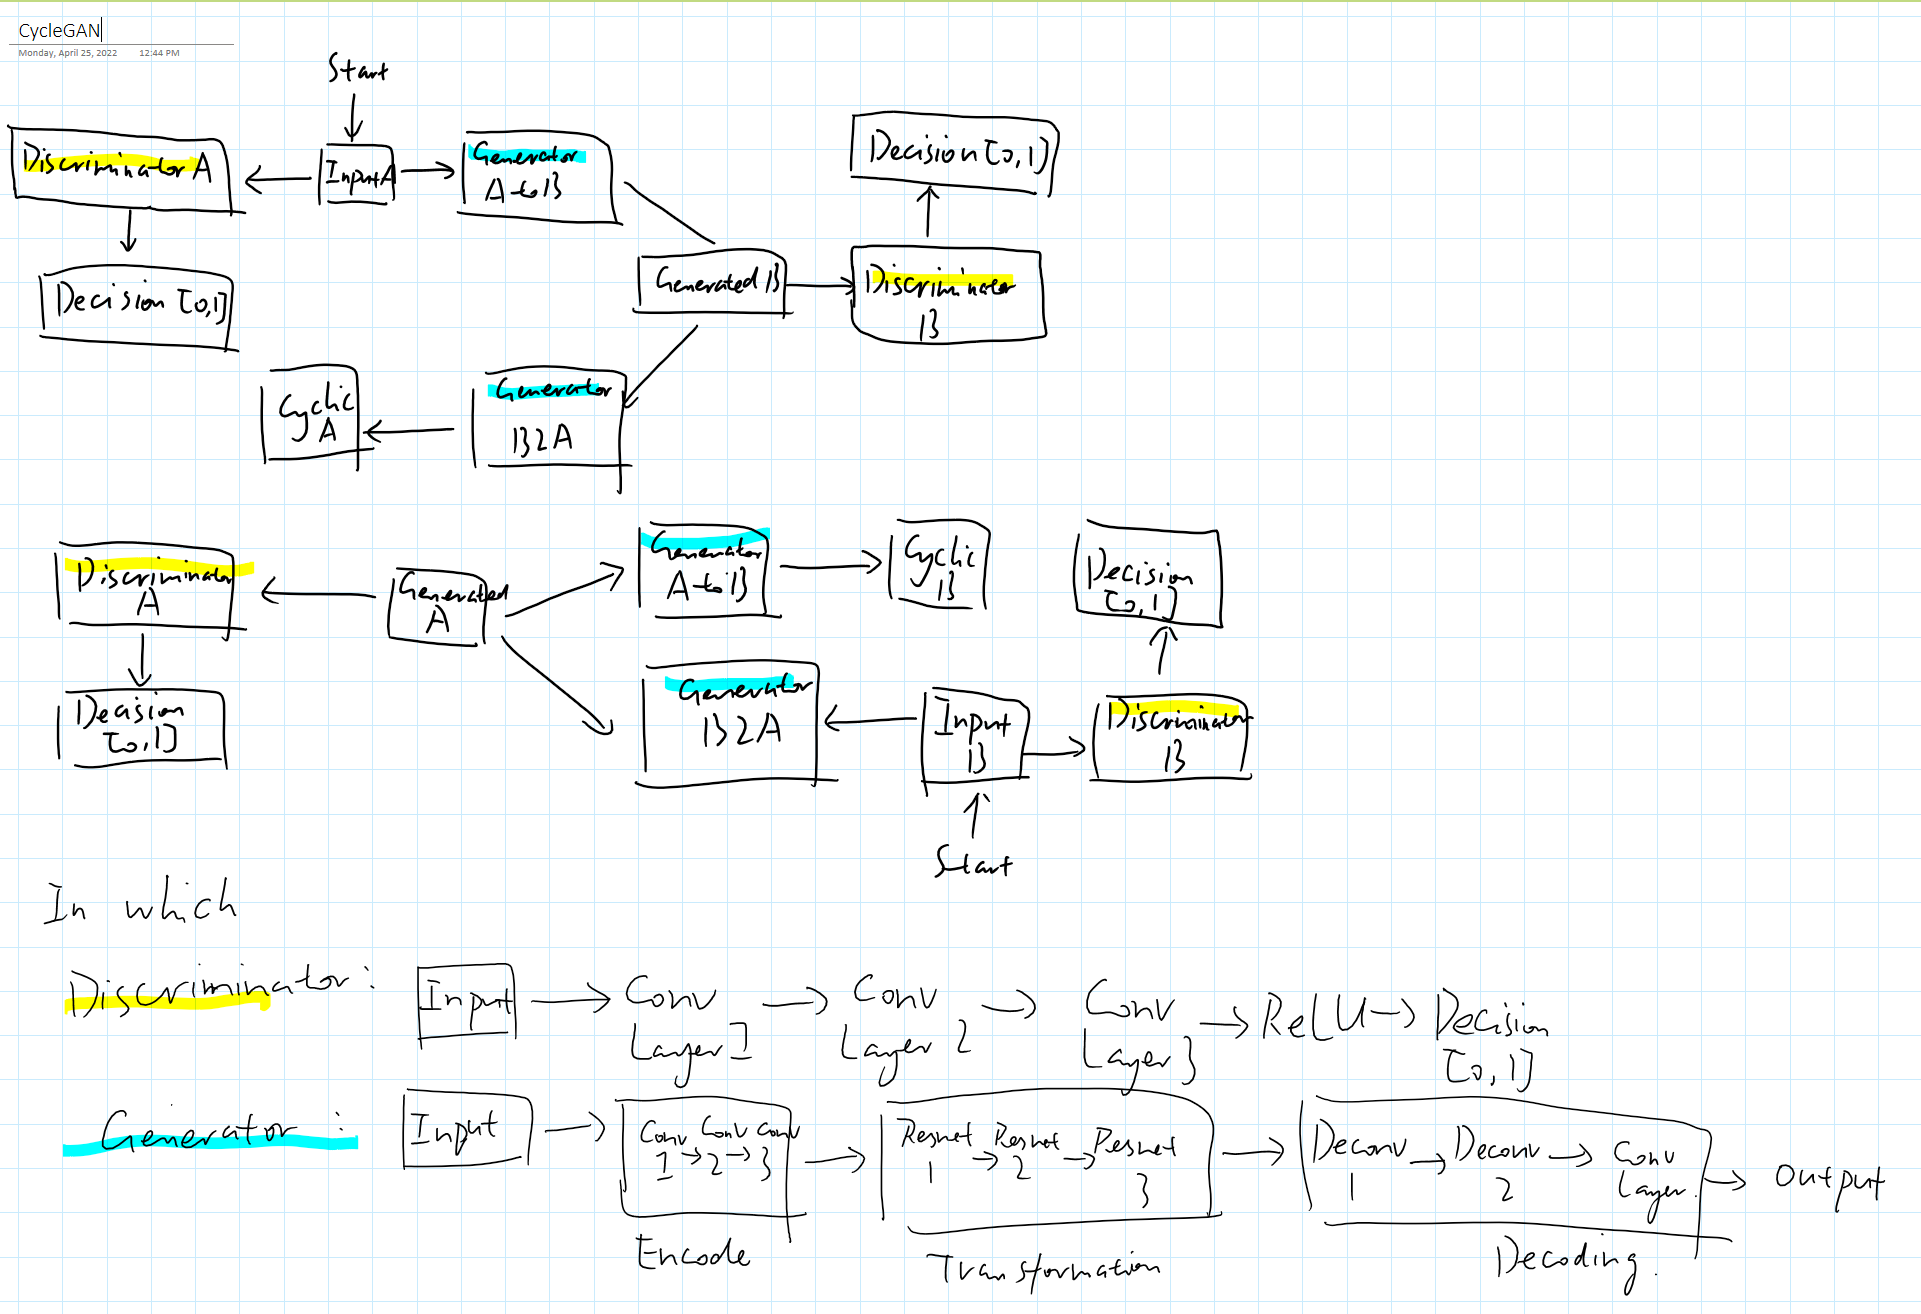 CycleGAN
Monday, April 25, 2022 12:44 PM
Start
Discriminator A
Input A
Generator
A to B
Decision [0,1]
Decision [0,1]
Generated B
Discriminator
B
Cyclic
A
Generator
B2A
Discriminator
A
Generated
A
Generator
A to B
Cyclic
B
Decision
[0,1]
Decision
[0,1]
Generator
B2A
Input
B
Discriminator
B
Start
In which
Discriminator: Input Conv Layer 1 Conv Layer 2 Conv Layer 3 ReLU Decision [0,1]
Generator: Input Conv 1 Conv 2 Conv 3 Resnet 1 Resnet 2 Resnet 3 Deconv 1 Deconv 2 Conv Layer. Output
Encode Transformation Decoding.